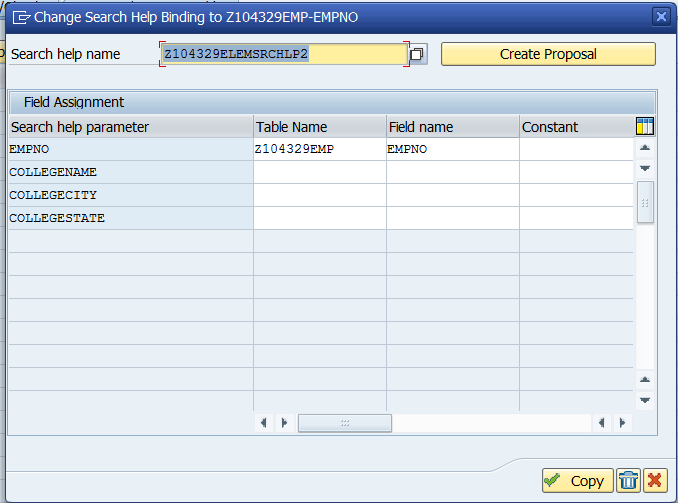 Change Search Help Binding to Z104329EMP-EMPNO
Search help name Z104329ELEMSRCHLP2 Create Proposal
Field Assignment
Search help parameter Table Name Field name Constant
EMPNO Z104329EMP EMPNO
COLLEGENAME
COLLEGECITY
COLLEGESTATE
Copy